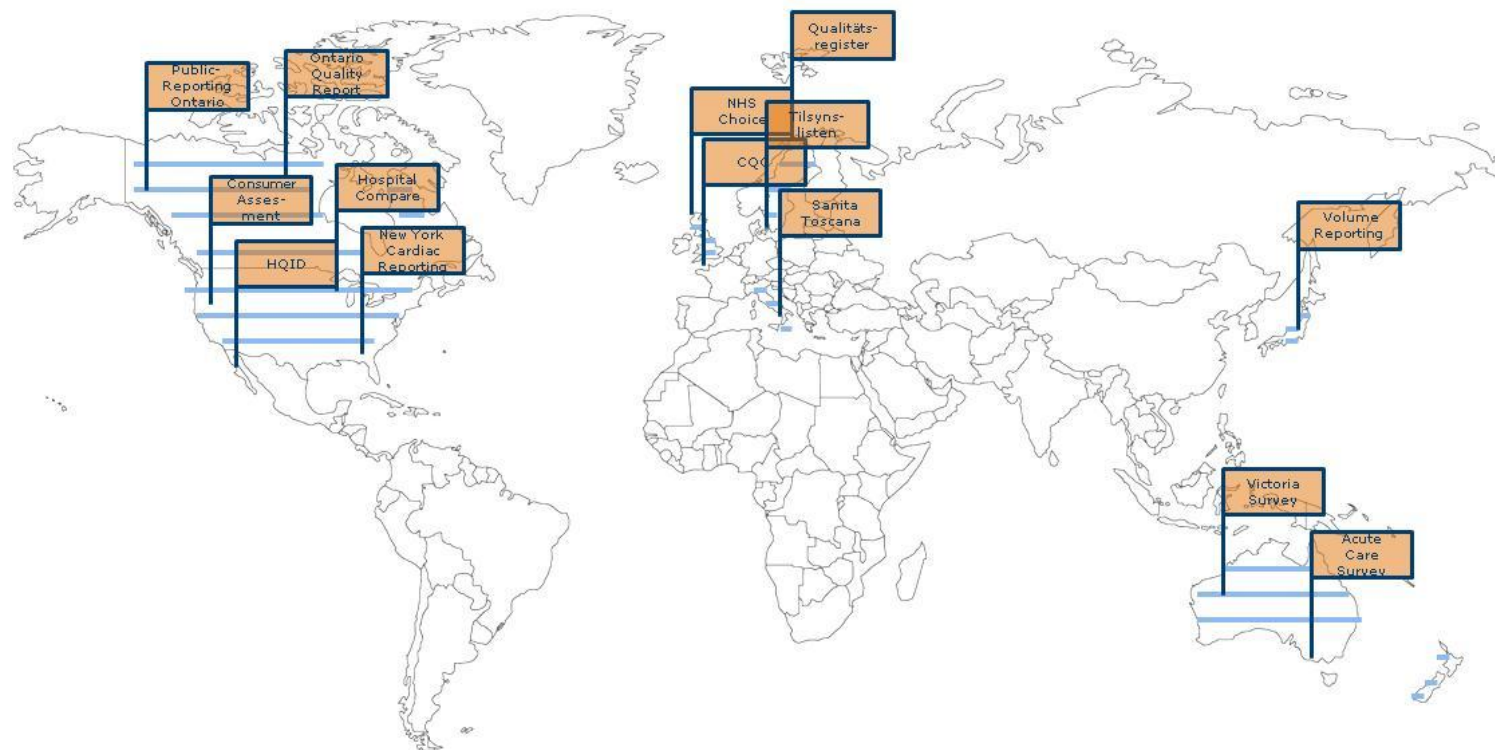 Qualitäts-
register
Public-
Reporting
Ontario
Ontario
Quality
Report
NHS
Choice
Tilsyns-
listen
CQC
Consumer
Asses-
ment
Hospital
Compare
Sanita
Toscana
Volume
Reporting
HQID
New York
Cardiac
Reporting
Victoria
Survey
Acute
Care
Survey